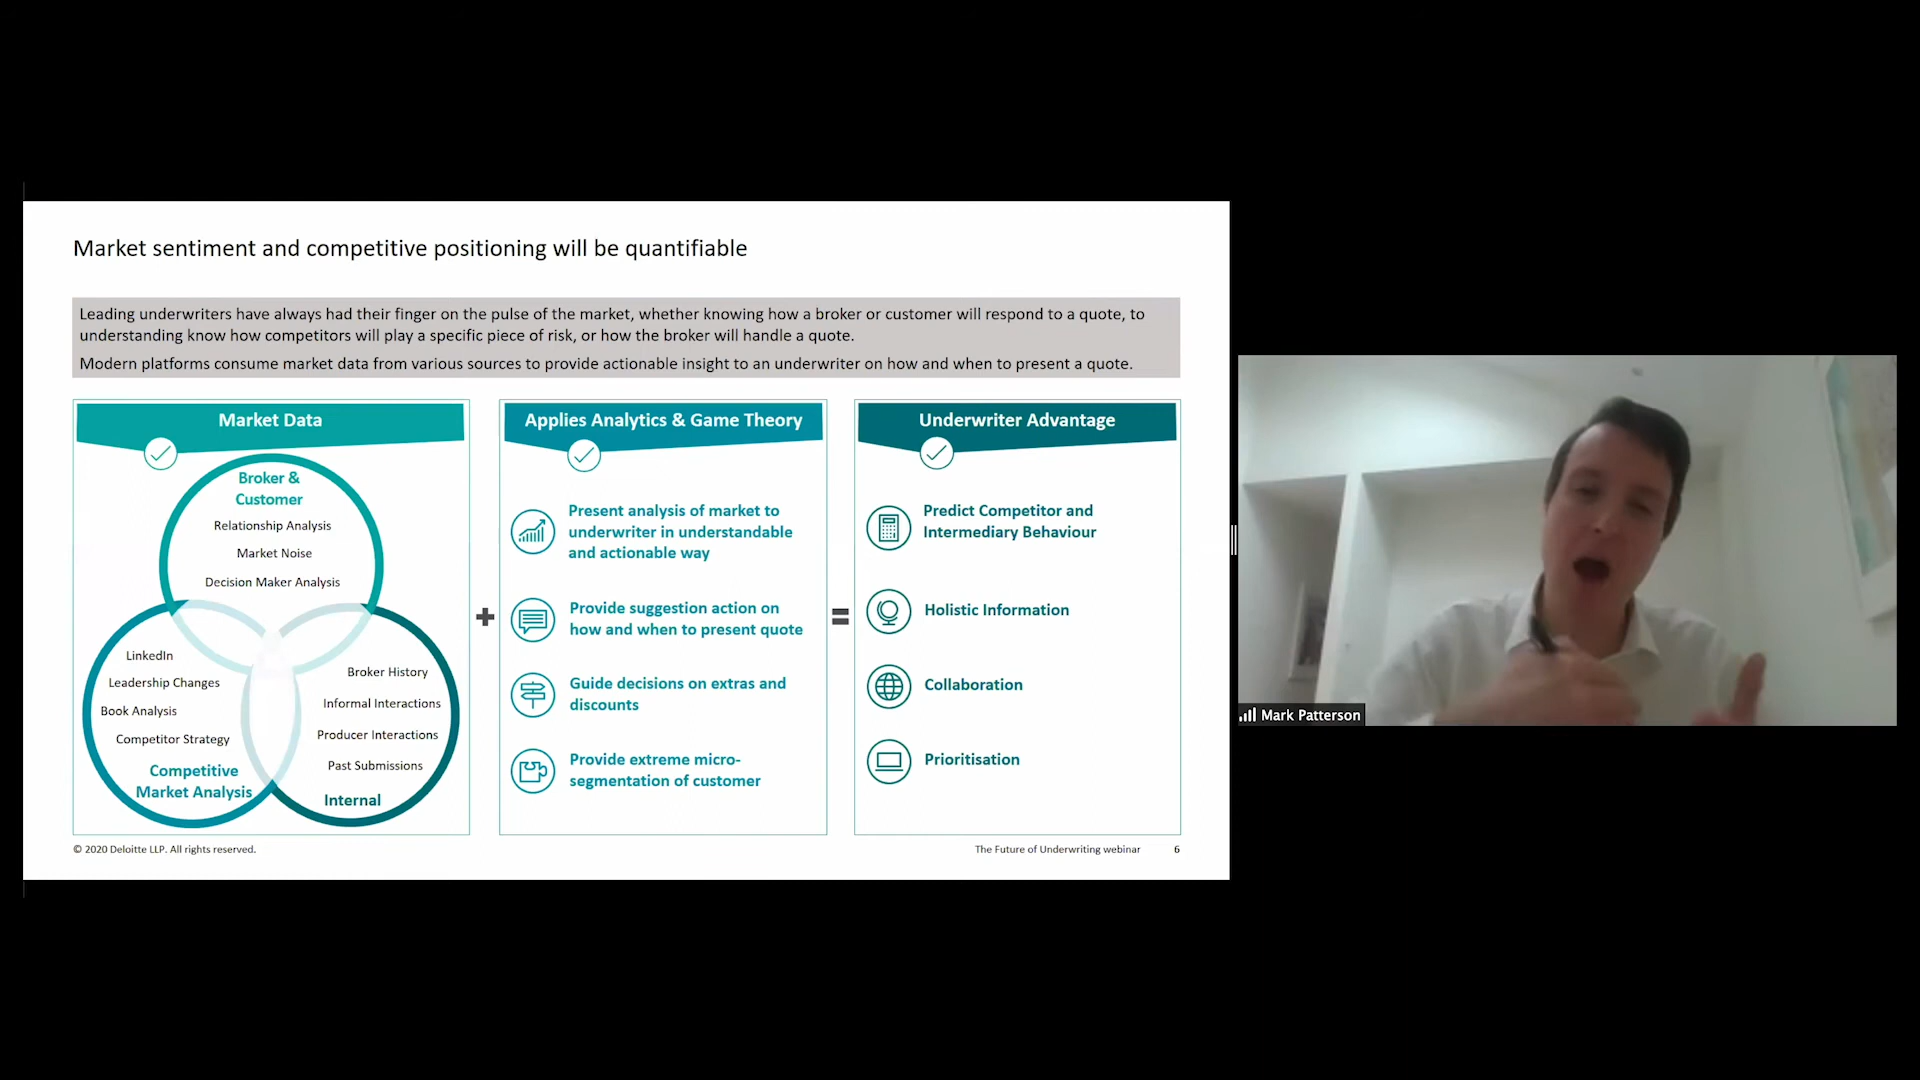 Market sentiment and competitive positioning will be quantifiable
Leading underwriters have always had their finger on the pulse of the market, whether knowing how a broker or customer will respond to a quote, to
understanding know how competitors will play a specific piece of risk, or how the broker will handle a quote.
Modern platforms consume market data from various sources to provide actionable insight to an underwriter on how and when to present a quote.
Market Data
Broker &
Customer
Relationship Analysis
Market Noise
Decision Maker Analysis
LinkedIn
Leadership Changes
Book Analysis
Competitor Strategy
Competitive
Market Analysis
Broker History
Informal Interactions
Producer Interactions
Past Submissions
Internal
+
Applies Analytics & Game Theory
Present analysis of market to
underwriter in understandable
and actionable way
Provide suggestion action on
how and when to present quote
Guide decisions on extras and
discounts
Provide extreme micro-
segmentation of customer
=
Underwriter Advantage
Predict Competitor and
Intermediary Behaviour
Holistic Information
Collaboration
Prioritisation
© 2020 Deloitte LLP. All rights reserved.
The Future of Underwriting webinar
6
Mark Patterson